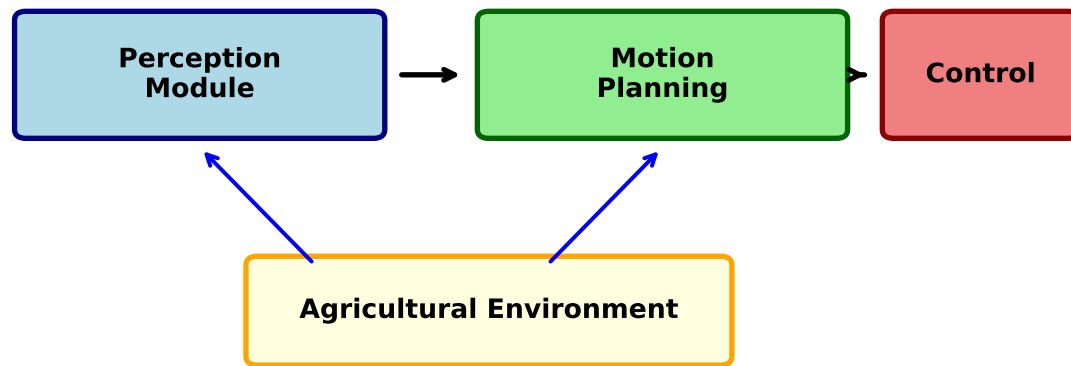 Perception
Module
Motion
Planning
Control
Agricultural Environment